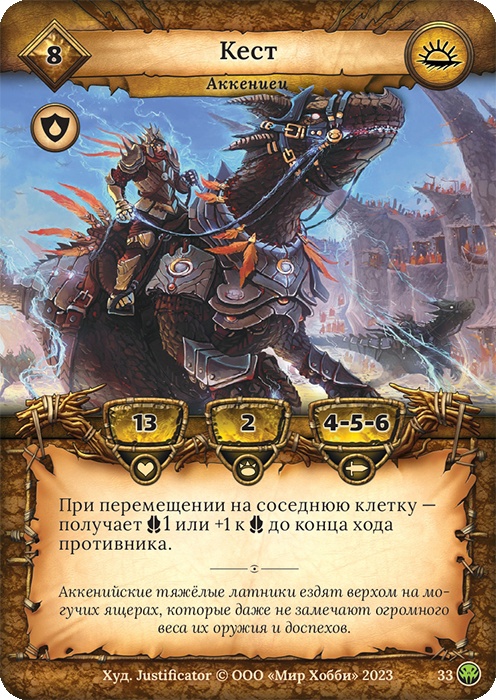 8
Кест
Аккениец
13
2
4-5-6
При перемещении на соседнюю клетку —
получает 1 или +1 к до конца хода
противника.
Аккенийские тяжёлые латники ездят верхом на мо-
гучих ящерах, которые даже не замечают огромного
веса их оружия и доспехов.
Худ. Justificator © ООО «Мир Хобби» 2023
33